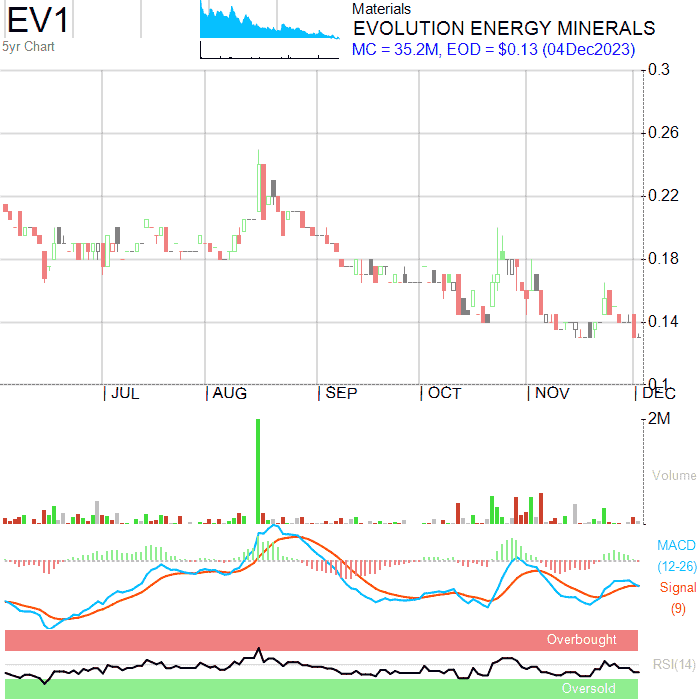 EV1
5yr Chart
Materials
EVOLUTION ENERGY MINERALS
MC = 35.2M, EOD = $0.13 (04Dec2023)
0.3
0.26
0.22
0.18
0.14
0.1
JUL AUG SEP OCT NOV DEC
2M
Volume
MACD
(12-26)
Signal
(9)
Overbought
RSI(14)
Oversold